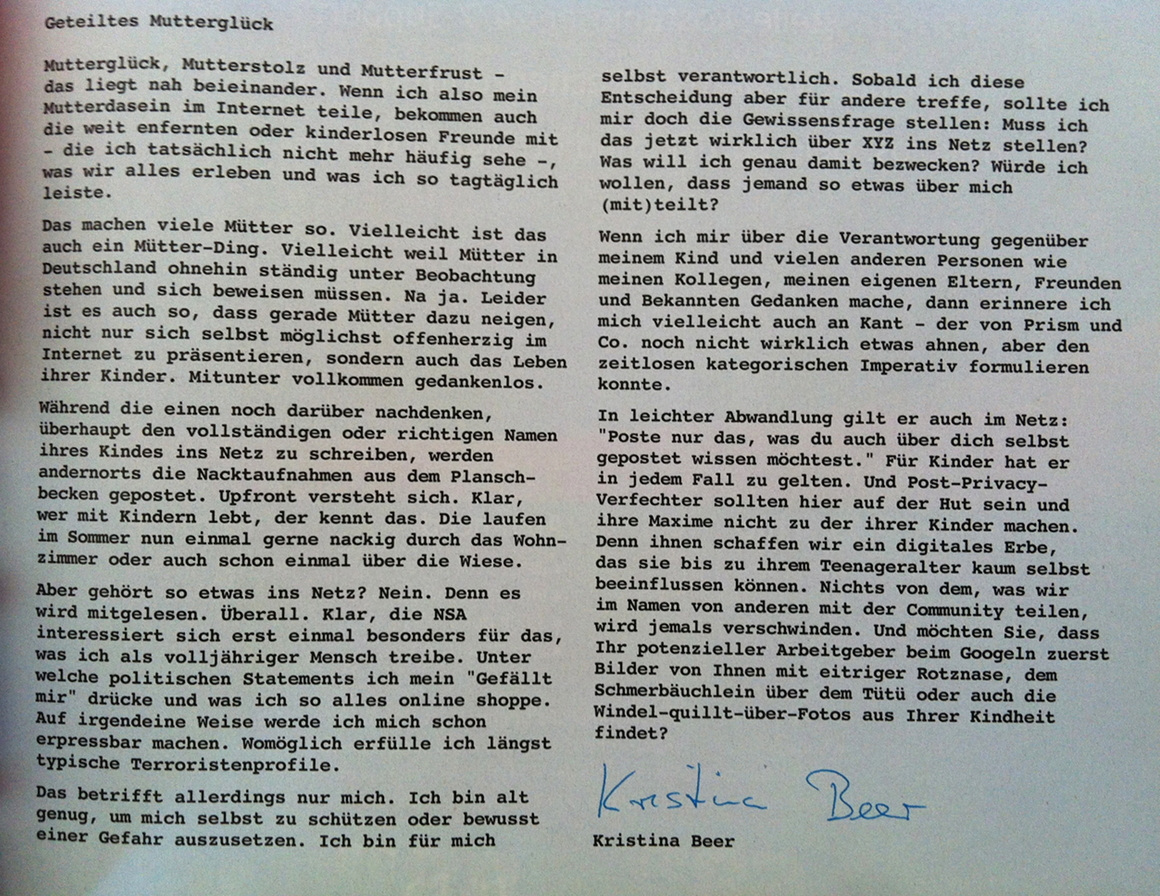 Geteiltes Mutterglück
Mutterglück, Mutterstolz und Mutterfrust -
das liegt nah beieinander. Wenn ich also mein
Mutterdasein im Internet teile, bekommen auch
die weit enfernten oder kinderlosen Freunde mit
- die ich tatsächlich nicht mehr häufig sehe -,
was wir alles erleben und was ich so tagtäglich
leiste.
Das machen viele Mütter so. Vielleicht ist das
auch ein Mütter-Ding. Vielleicht weil Mütter in
Deutschland ohnehin ständig unter Beobachtung
stehen und sich beweisen müssen. Na ja. Leider
ist es auch so, dass gerade Mütter dazu neigen,
nicht nur sich selbst möglichst offenherzig im
Internet zu präsentieren, sondern auch das Leben
ihrer Kinder. Mitunter vollkommen gedankenlos.
Während die einen noch darüber nachdenken,
überhaupt den vollständigen oder richtigen Namen
ihres Kindes ins Netz zu schreiben, werden
andernorts die Nacktaufnahmen aus dem Plansch-
becken gepostet. Upfront versteht sich. Klar,
wer mit Kindern lebt, der kennt das. Die laufen
im Sommer nun einmal gerne nackig durch das Wohn-
zimmer oder auch schon einmal über die Wiese.
Aber gehört so etwas ins Netz? Nein. Denn es
wird mitgelesen. Überall. Klar, die NSA
interessiert sich erst einmal besonders für das,
was ich als volljähriger Mensch treibe. Unter
welche politischen Statements ich mein "Gefällt
mir" drücke und was ich so alles online shoppe.
Auf irgendeine Weise werde ich mich schon
erpressbar machen. Womöglich erfülle ich längst
typische Terroristenprofile.
Das betrifft allerdings nur mich. Ich bin alt
genug, um mich selbst zu schützen oder bewusst
einer Gefahr auszusetzen. Ich bin für mich
selbst verantwortlich. Sobald ich diese
Entscheidung aber für andere treffe, sollte ich
mir doch die Gewissensfrage stellen: Muss ich
das jetzt wirklich über XYZ ins Netz stellen?
Was will ich genau damit bezwecken? Würde ich
wollen, dass jemand so etwas über mich
(mit)teilt?
Wenn ich mir über die Verantwortung gegenüber
meinem Kind und vielen anderen Personen wie
meinen Kollegen, meinen eigenen Eltern, Freunden
und Bekannten Gedanken mache, dann erinnere ich
mich vielleicht auch an Kant - der von Prism und
Co. noch nicht wirklich etwas ahnen, aber den
zeitlosen kategorischen Imperativ formulieren
konnte.
In leichter Abwandlung gilt er auch im Netz:
"Poste nur das, was du auch über dich selbst
gepostet wissen möchtest." Für Kinder hat er
in jedem Fall zu gelten. Und Post-Privacy-
Verfechter sollten hier auf der Hut sein und
ihre Maxime nicht zu der ihrer Kinder machen.
Denn ihnen schaffen wir ein digitales Erbe,
das sie bis zu ihrem Teenageralter kaum selbst
beeinflussen können. Nichts von dem, was wir
im Namen von anderen mit der Community teilen,
wird jemals verschwinden. Und möchten Sie, dass
Ihr potenzieller Arbeitgeber beim Googeln zuerst
Bilder von Ihnen mit eitriger Rotznase, dem
Schmerbäuchlein über dem Tütü oder auch die
Windel-quillt-über-Fotos aus Ihrer Kindheit
findet?
Kristina Beer
Kristina Beer